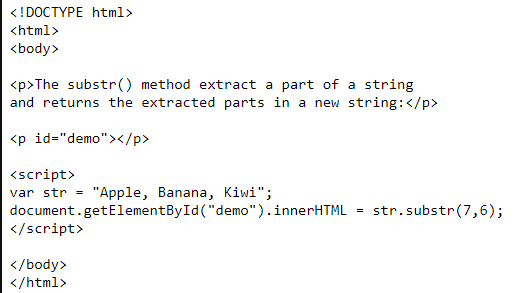 <!DOCTYPE html>
<html>
<body>
<p>The substr() method extract a part of a string
and returns the extracted parts in a new string:</p>
<p id="demo"></p>
<script>
var str = "Apple, Banana, Kiwi";
document.getElementById("demo").innerHTML = str.substr(7,6);
</script>
</body>
</html>